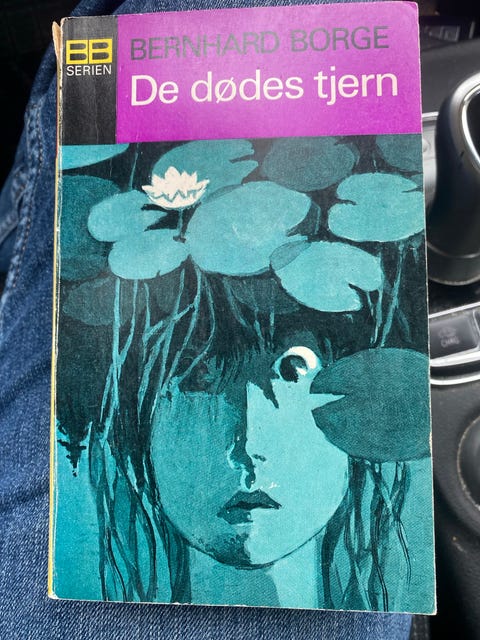 BB
SERIEN
BERNHARD BORGE
De dødes tjern